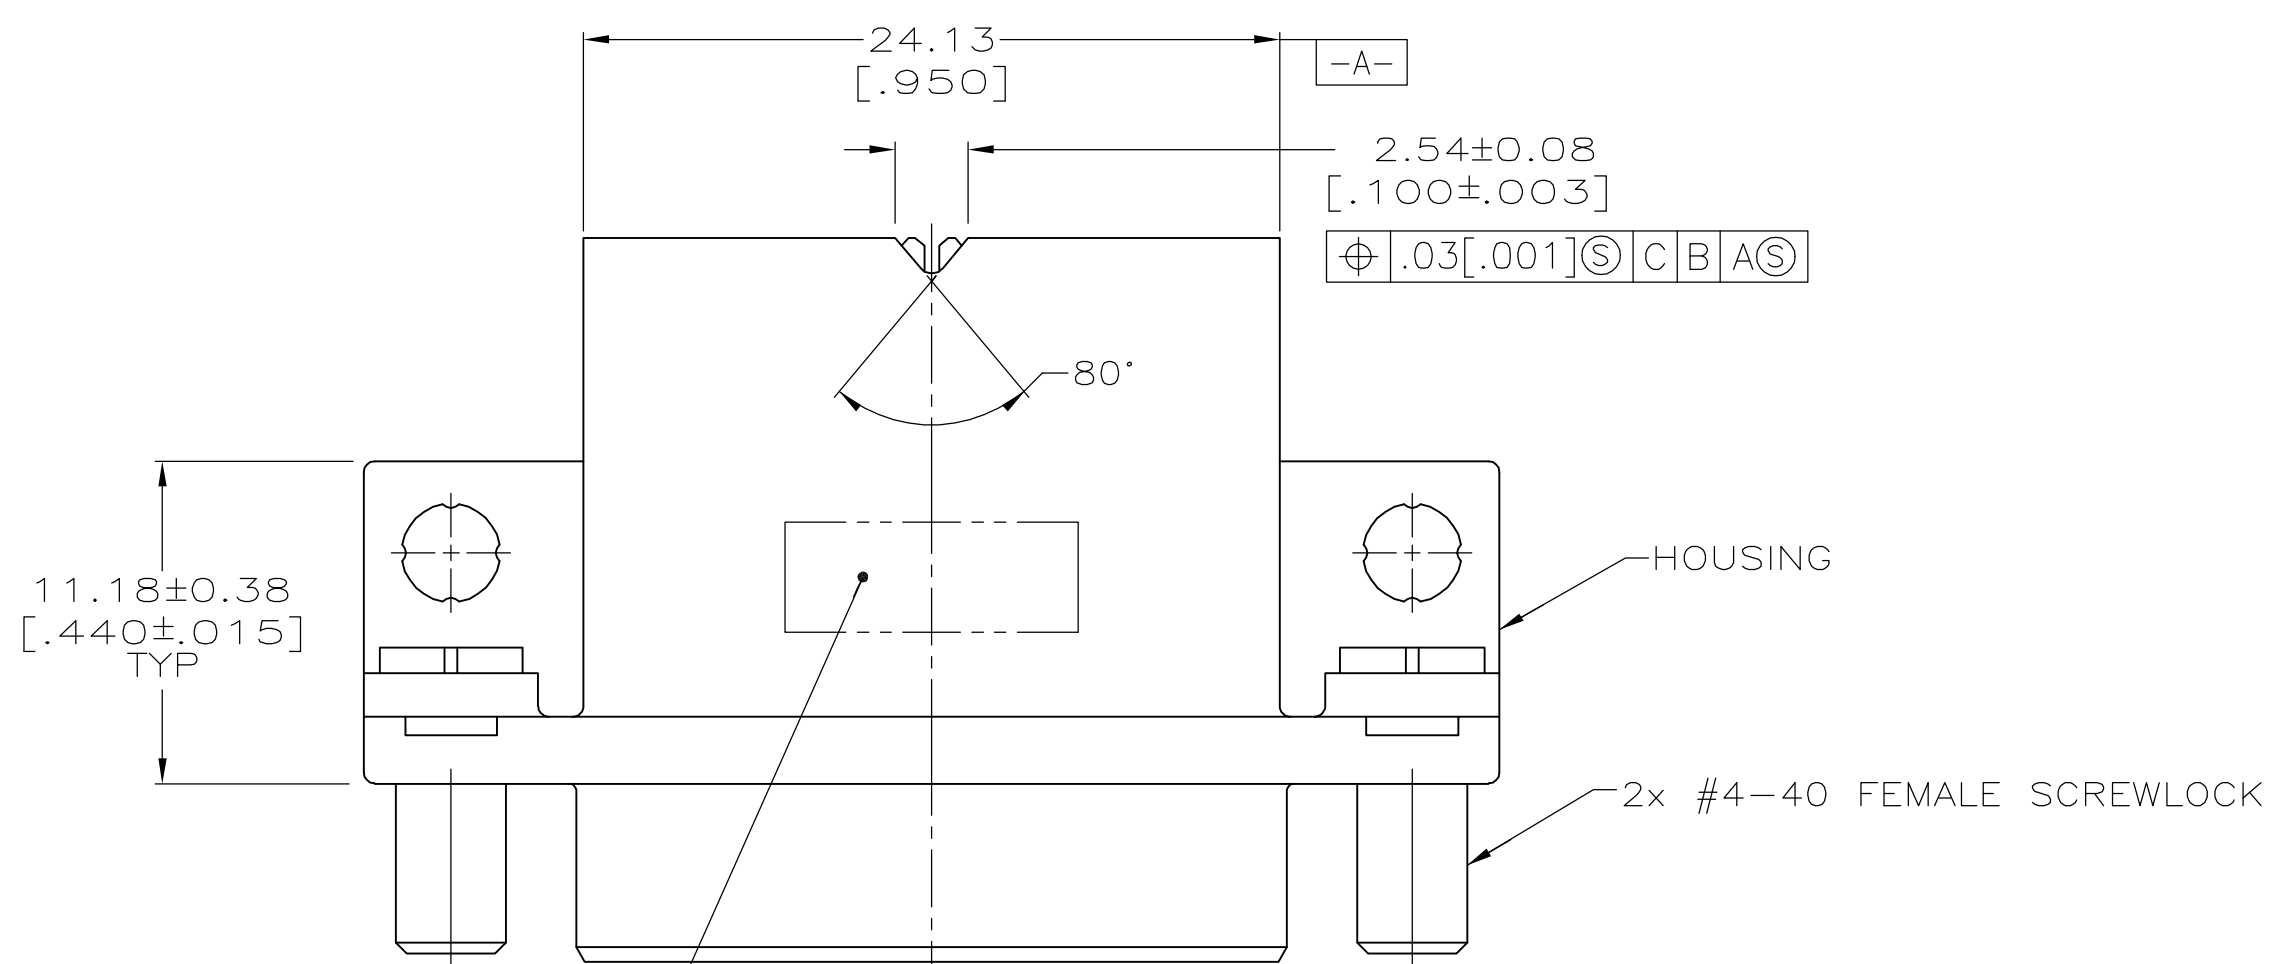 24.13
[.950]
-A-
2.54±0.08
[.100±.003]
⌖ .03[.001]Ⓢ C B AⓈ
80°
11.18±0.38
[.440±.015]
TYP
HOUSING
2x #4-40 FEMALE SCREWLOCK